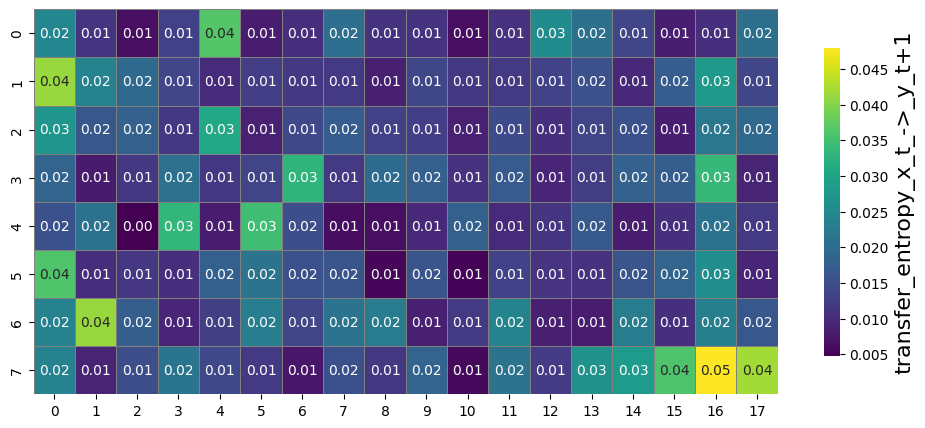 0 0.02 0.01 0.01 0.01 0.04 0.01 0.01 0.02 0.01 0.01 0.01 0.01 0.03 0.02 0.01 0.01 0.01 0.02
1 0.04 0.02 0.02 0.01 0.01 0.01 0.01 0.01 0.01 0.01 0.01 0.01 0.01 0.02 0.01 0.02 0.03 0.01
2 0.03 0.02 0.02 0.01 0.03 0.01 0.01 0.02 0.01 0.01 0.01 0.01 0.01 0.01 0.02 0.01 0.02 0.02
3 0.02 0.01 0.01 0.02 0.01 0.01 0.03 0.01 0.02 0.02 0.01 0.02 0.01 0.01 0.02 0.02 0.03 0.01
4 0.02 0.02 0.00 0.03 0.01 0.03 0.02 0.01 0.01 0.01 0.02 0.01 0.01 0.02 0.01 0.01 0.02 0.01
5 0.04 0.01 0.01 0.01 0.02 0.02 0.02 0.02 0.01 0.02 0.01 0.01 0.01 0.01 0.02 0.02 0.03 0.01
6 0.02 0.04 0.02 0.01 0.01 0.02 0.01 0.02 0.02 0.01 0.01 0.02 0.01 0.01 0.02 0.01 0.02 0.02
7 0.02 0.01 0.01 0.02 0.01 0.01 0.01 0.02 0.01 0.02 0.01 0.02 0.01 0.03 0.03 0.04 0.05 0.04
0 1 2 3 4 5 6 7 8 9 10 11 12 13 14 15 16 17
0.045
0.040
0.035
0.030
0.025
0.020
0.015
0.010
0.005
transfer_entropy_x_t_->_y_t+1